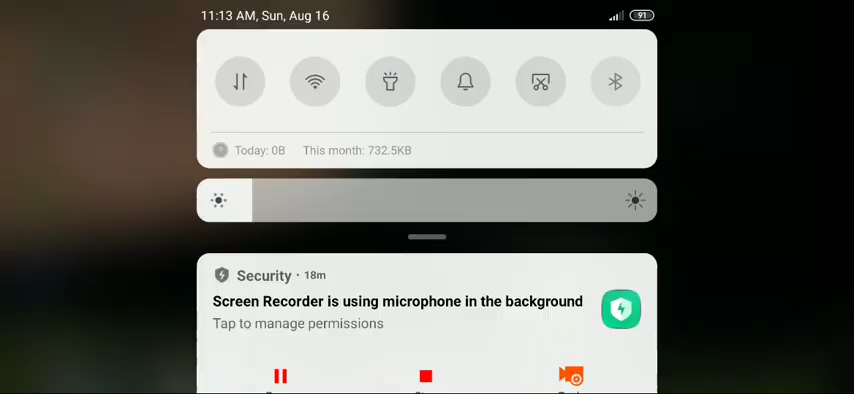 11:13 AM, Sun, Aug 16
91
Today: 0B This month: 732.5KB
Security · 18m
Screen Recorder is using microphone in the background
Tap to manage permissions